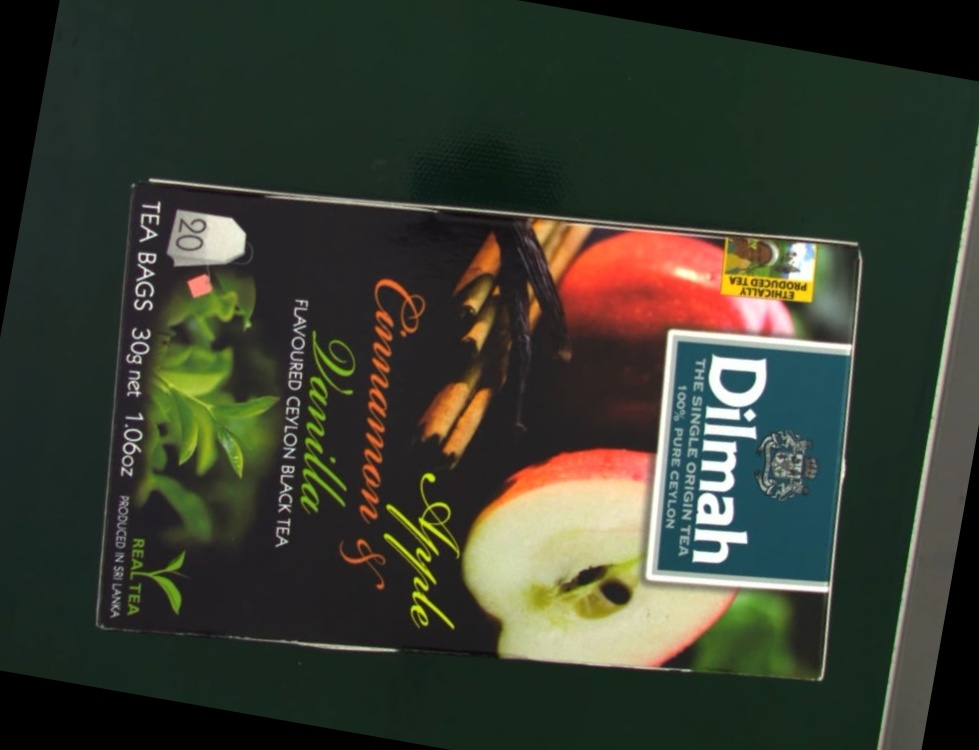 ETHICALLY
PRODUCED TEA
Dilmah
THE SINGLE ORIGIN TEA
100% PURE CEYLON
Apple
Cinnamon &
Vanilla
FLAVOURED CEYLON BLACK TEA
20
TEA BAGS 30g net 1.06oz
REAL TEA
PRODUCED IN SRI LANKA